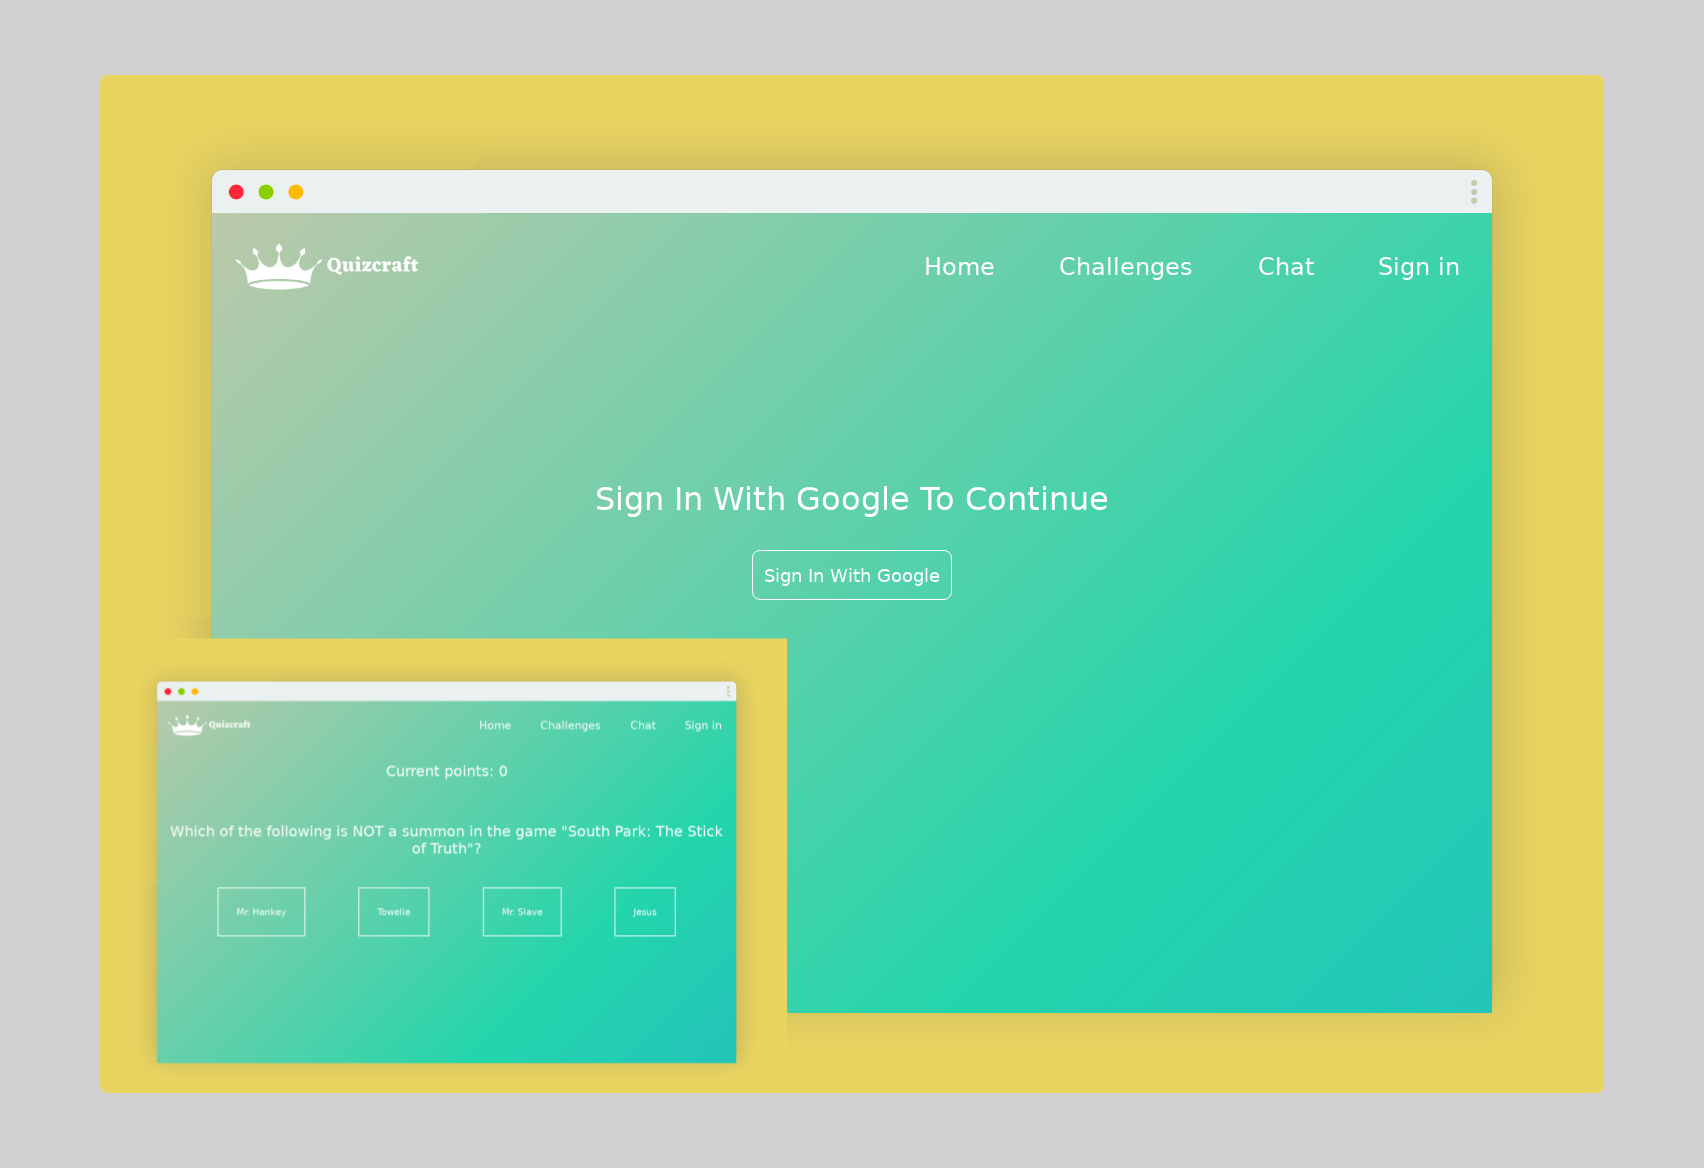 Quizcraft
Home Challenges Chat Sign in
Sign In With Google To Continue
Sign In With Google
Quizcraft
Home Challenges Chat Sign in
Current points: 0
Which of the following is NOT a summon in the game "South Park: The Stick
of Truth"?
Mr. Hankey Towelie Mr. Slave Jesus